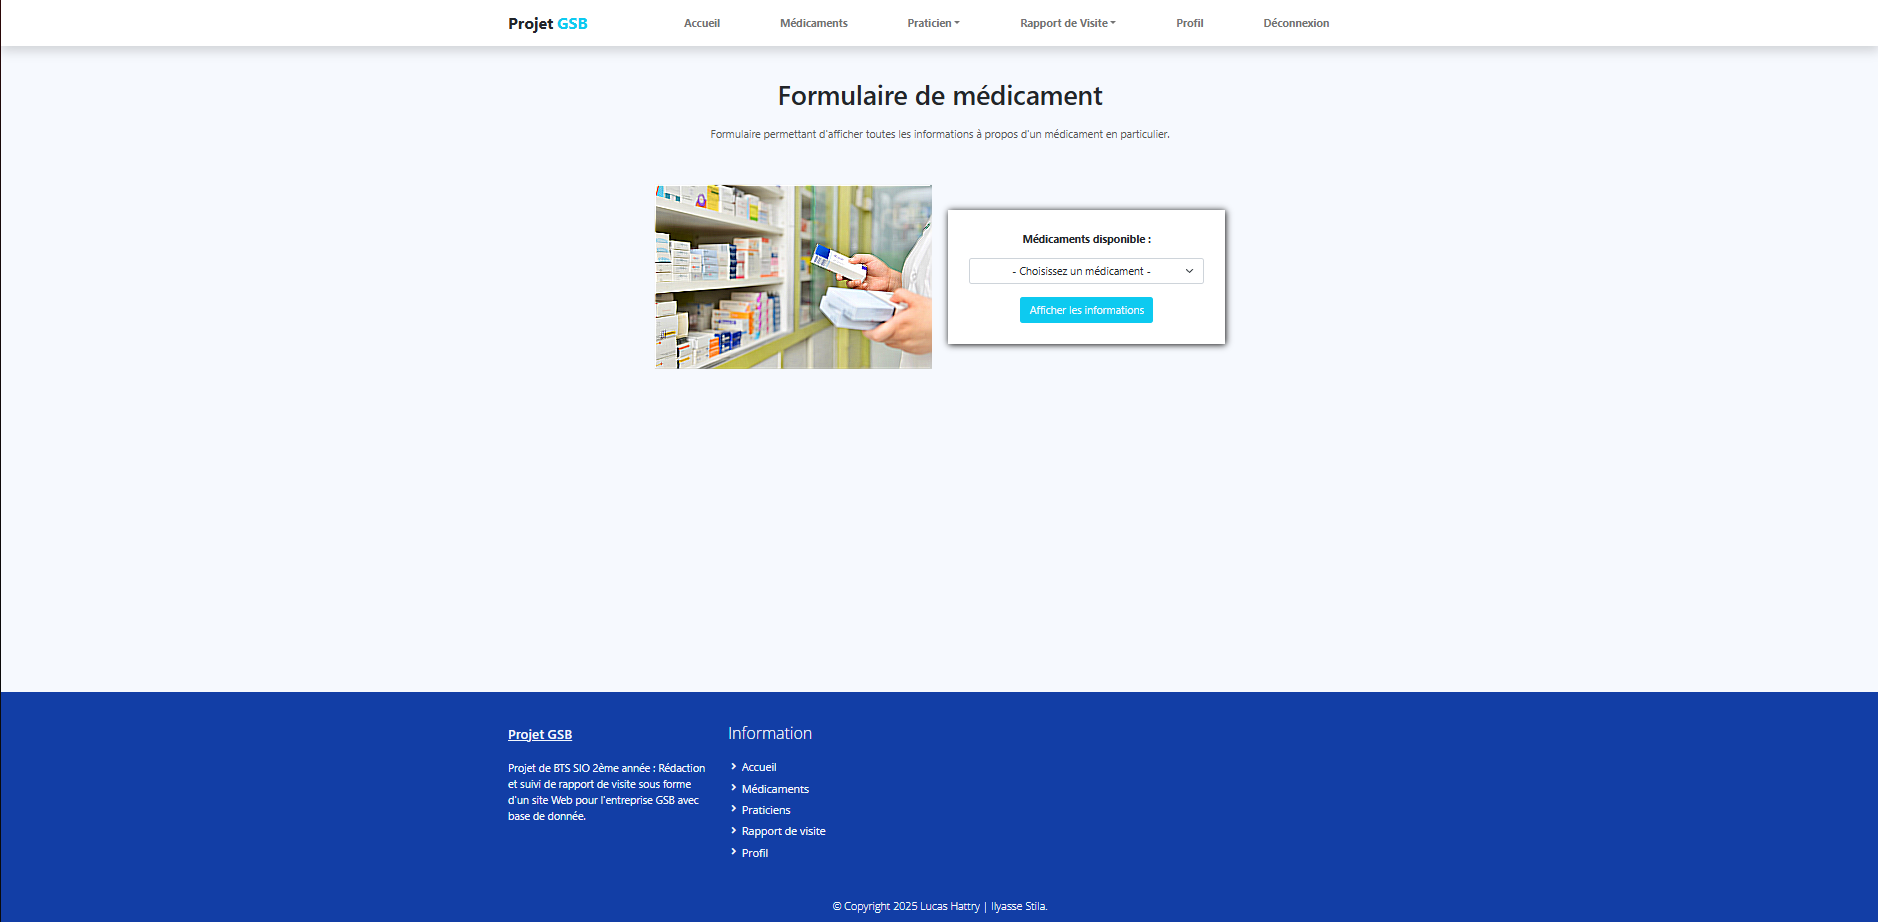 Projet GSB
Accueil
Médicaments
Praticien
Rapport de Visite
Profil
Déconnexion
Formulaire de médicament
Formulaire permettant d'afficher toutes les informations à propos d'un médicament en particulier.
Médicaments disponible :
- Choisissez un médicament -
Afficher les informations
Projet GSB
Projet de BTS SIO 2ème année : Rédaction
et suivi de rapport de visite sous forme
d'un site Web pour l'entreprise GSB avec
base de donnée.
Information
Accueil
Médicaments
Praticiens
Rapport de visite
Profil
© Copyright 2025 Lucas Hattry | Ilyasse Stila.